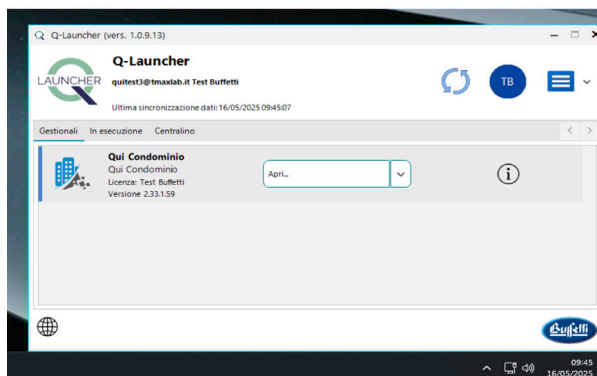 Q-Launcher (vers. 1.0.9.13)
LAUNCHER
Q-Launcher
quitest3@tmaxlab.it Test Buffetti
Ultima sincronizzazione dati: 16/05/2025 09:45:07
TB
Gestionali In esecuzione Centralino
Qui Condominio
Qui Condominio
Licenza: Test Buffetti
Versione 2.33.1.59
Apri...
i
Buffetti
09:45
16/05/2025